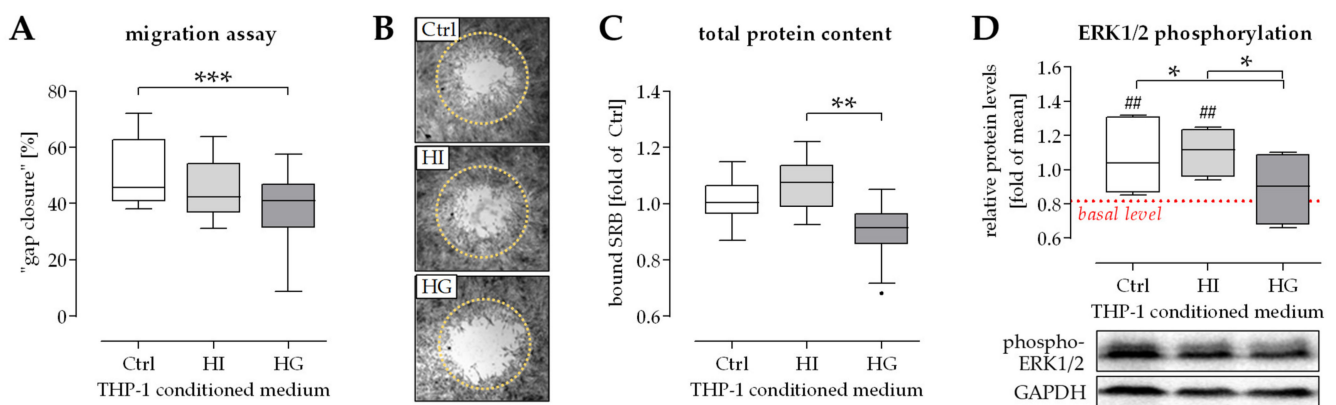 A
migration assay
***
"gap closure" [%]
80
60
40
20
0
Ctrl HI HG
THP-1 conditioned medium
B
Ctrl
HI
HG
C
total protein content
**
bound SRB [fold of Ctrl]
1.4
1.2
1.0
0.8
0.6
Ctrl HI HG
THP-1 conditioned medium
D
ERK1/2 phosphorylation
* *
## ##
relative protein levels
[fold of mean]
1.6
1.4
1.2
1.0
0.8
0.6
basal level
Ctrl HI HG
THP-1 conditioned medium
phospho-
ERK1/2
GAPDH